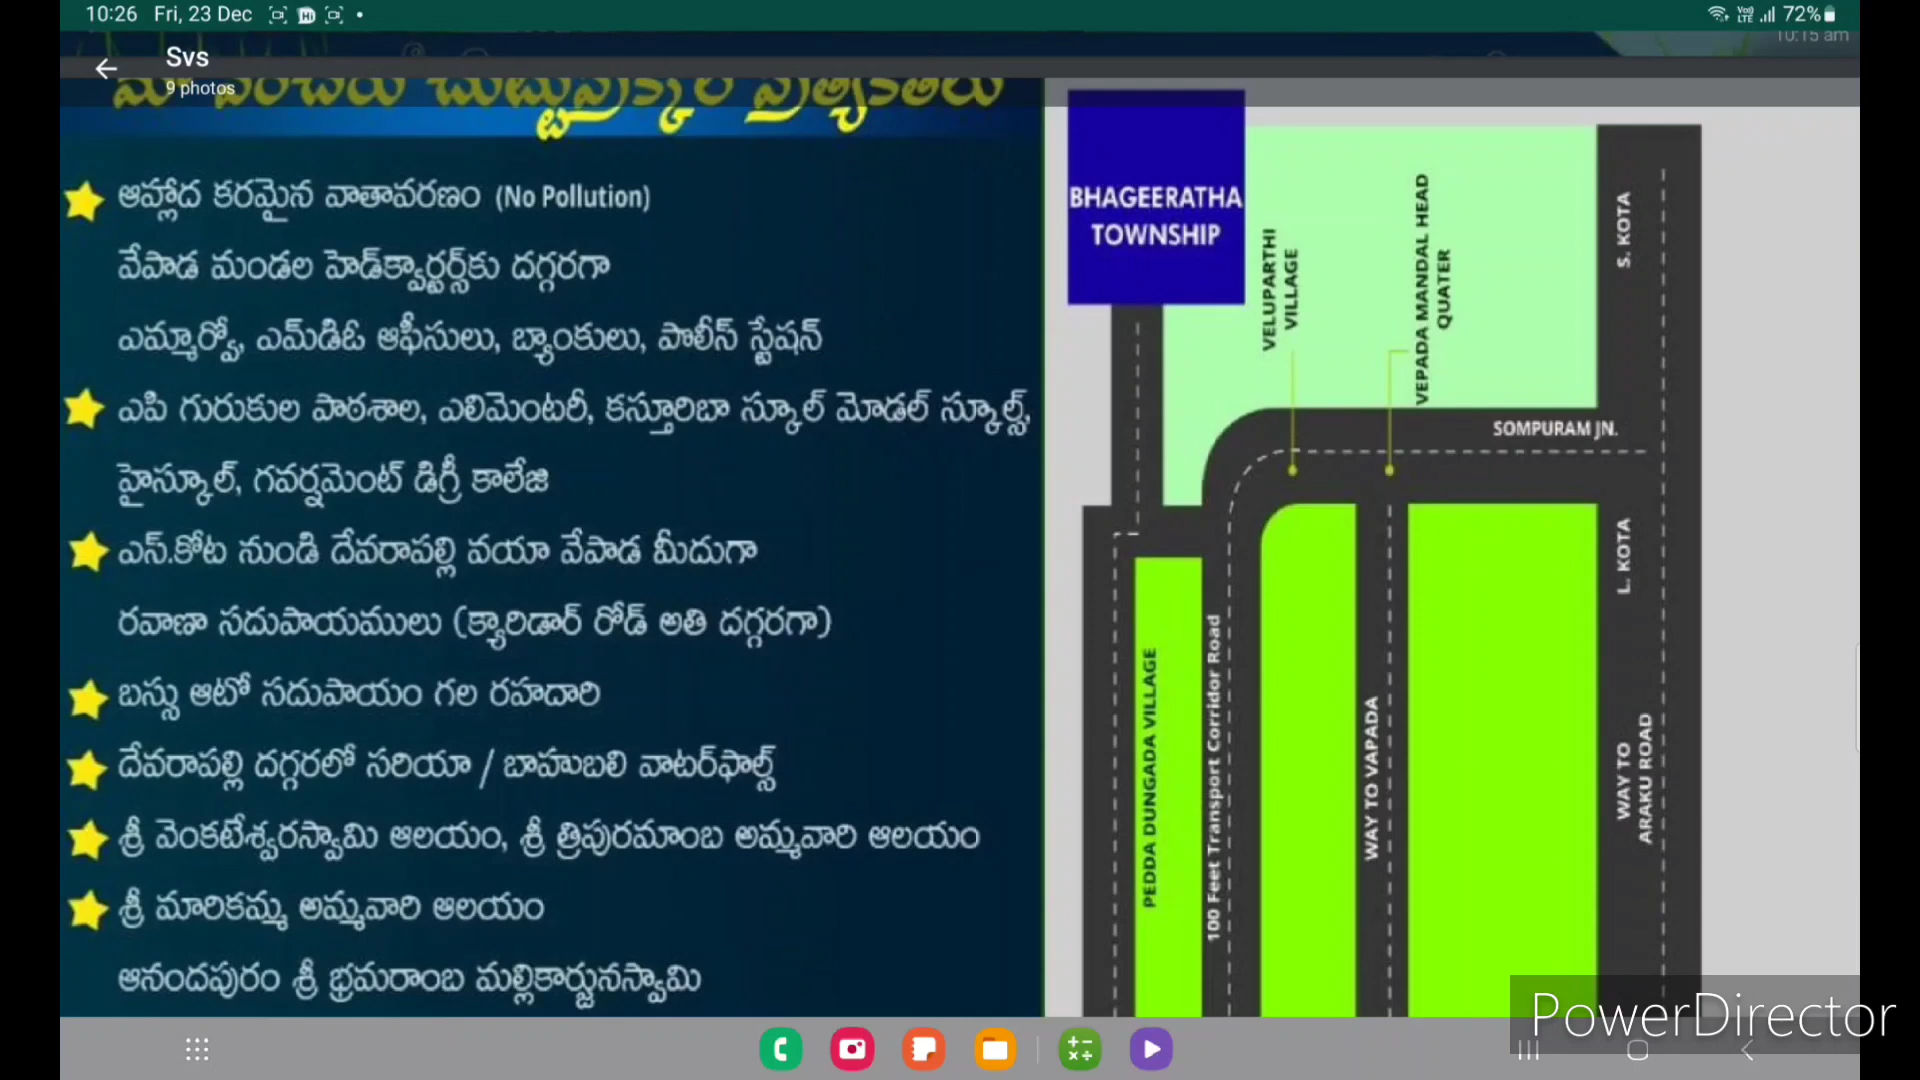 10:26 Fri, 23 Dec
72%
10:15 am
Svs
9 photos
చుట్టుప్రక్కల ప్రత్యేకతలు
ఆహ్లాద కరమైన వాతావరణం (No Pollution)
వేపాడ మండల హెడ్‌క్వార్టర్స్‌కు దగ్గరగా
ఎమ్మార్వో, ఎమ్‌డిఓ ఆఫీసులు, బ్యాంకులు, పొలీస్ స్టేషన్
ఎపి గురుకుల పాఠశాల, ఎలిమెంటరీ, కస్తూరిబా స్కూల్ మోడల్ స్కూల్స్,
హైస్కూల్, గవర్నమెంట్ డిగ్రీ కాలేజి
ఎస్.కోట నుండి దేవరాపల్లి వయా వేపాడ మీదుగా
రవాణా సదుపాయములు (క్యారిడార్ రోడ్ అతి దగ్గరగా)
బస్సు ఆటో సదుపాయం గల రహదారి
దేవరాపల్లి దగ్గరలో సరియా / బాహుబలి వాటర్‌ఫాల్స్
శ్రీ వెంకటేశ్వరస్వామి ఆలయం, శ్రీ త్రిపురమాంబ అమ్మవారి ఆలయం
శ్రీ మారికమ్మ అమ్మవారి ఆలయం
ఆనందపురం శ్రీ భ్రమరాంబ మల్లికార్జునస్వామి
BHAGEERATHA
TOWNSHIP
VELUPARTHI
VILLAGE
VEPADA MANDAL HEAD
QUATER
S. KOTA
SOMPURAM JN.
L. KOTA
PEDDA DUNGADA VILLAGE
100 Feet Transport Corridor Road
WAY TO VAPADA
WAY TO
ARAKU ROAD
PowerDirector